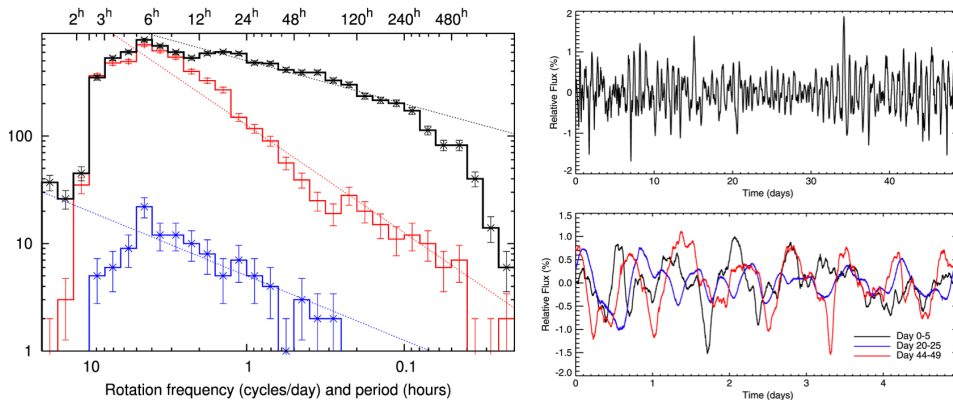 2ʰ 3ʰ 6ʰ 12ʰ 24ʰ 48ʰ 120ʰ 240ʰ 480ʰ
100
10
1
10 1 0.1
Rotation frequency (cycles/day) and period (hours)
2
1
0
-1
-2
Relative Flux (%)
0 10 20 30 40
Time (days)
1.5
1.0
0.5
0.0
-0.5
-1.0
-1.5
-2.0
Relative Flux (%)
Day 0-5
Day 20-25
Day 44-49
0 1 2 3 4
Time (days)